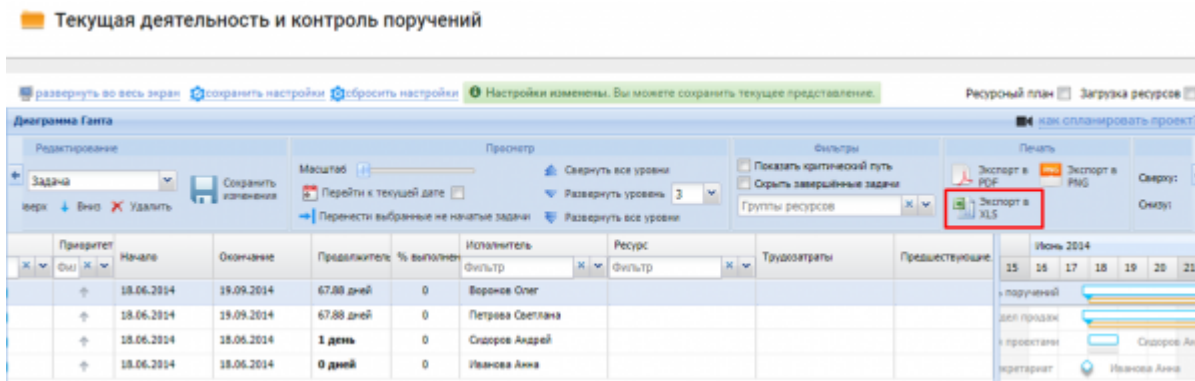 Текущая деятельность и контроль поручений
развернуть во весь экран сохранить настройки сбросить настройки Настройки изменены. Вы можете сохранить текущее представление. Ресурсный план Загрузка ресурсов
Диаграмма Ганта как спланировать проект?
Редактирование Просмотр Фильтры Печать
Масштаб Свернуть все уровни Показать критический путь Экспорт в PDF Экспорт в PNG Сверху:
Задача Сохранить изменения Перейти к текущей дате Развернуть уровень 3 Скрыть завершённые задачи
вверх Вниз Удалить Перенести выбранные не начатые задачи Развернуть все уровни Группы ресурсов Экспорт в XLS Снизу:
Приоритет Начало Окончание Продолжитель % выполнен Исполнитель Ресурс Трудозатраты Предшествующие. Июнь 2014
Фил Фильтр Фильтр 15 16 17 18 19 20 21
18.06.2014 19.09.2014 67.88 дней 0 Воронов Олег ь поручений
18.06.2014 19.09.2014 67.88 дней 0 Петрова Светлана дел продаж
18.06.2014 18.06.2014 1 день 0 Сидоров Андрей проектами Сидоров Ан
18.06.2014 18.06.2014 0 дней 0 Иванова Анна кретариат Иванова Анна